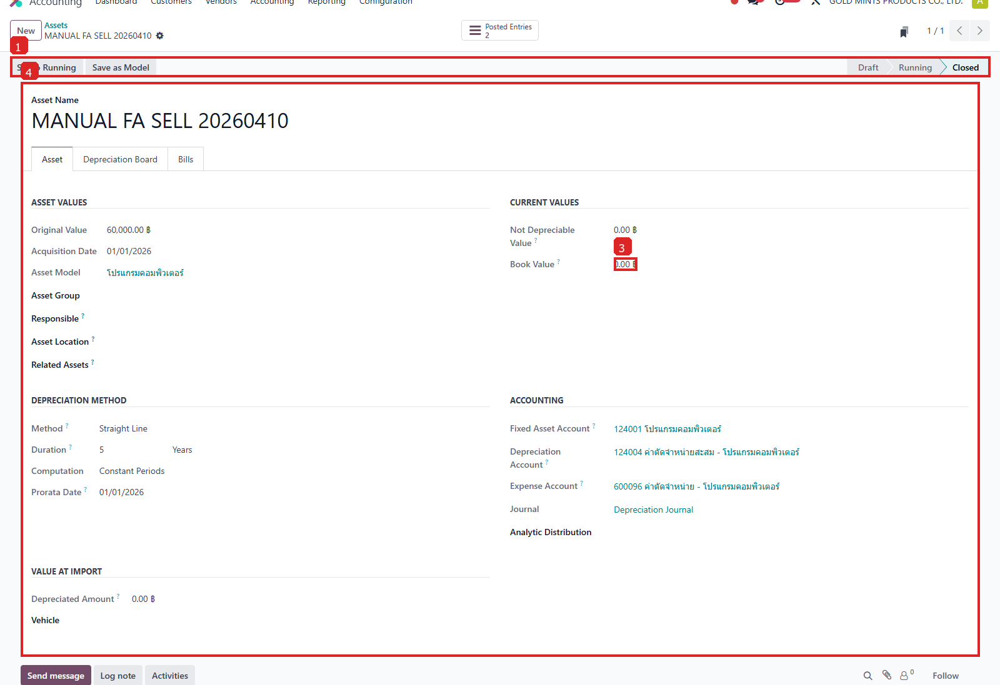 Accounting Dashboard Customers Vendors Accounting Reporting Configuration GOLD MINTS PRODUCTS CO., LTD. A
New
Assets
MANUAL FA SELL 20260410
Posted Entries
2
1 / 1
1
4
Running
Save as Model
Draft
Running
Closed
Asset Name
MANUAL FA SELL 20260410
Asset
Depreciation Board
Bills
ASSET VALUES
Original Value 60,000.00 ฿
Acquisition Date 01/01/2026
Asset Model โปรแกรมคอมพิวเตอร์
Asset Group
Responsible ?
Asset Location ?
Related Assets ?
CURRENT VALUES
Not Depreciable Value ? 0.00 ฿
3
Book Value ? 0.00 ฿
DEPRECIATION METHOD
Method ? Straight Line
Duration ? 5 Years
Computation Constant Periods
Prorata Date ? 01/01/2026
ACCOUNTING
Fixed Asset Account ? 124001 โปรแกรมคอมพิวเตอร์
Depreciation Account ? 124004 ค่าตัดจำหน่ายสะสม - โปรแกรมคอมพิวเตอร์
Expense Account ? 600096 ค่าตัดจำหน่าย - โปรแกรมคอมพิวเตอร์
Journal Depreciation Journal
Analytic Distribution
VALUE AT IMPORT
Depreciated Amount ? 0.00 ฿
Vehicle
Send message
Log note
Activities
0
Follow